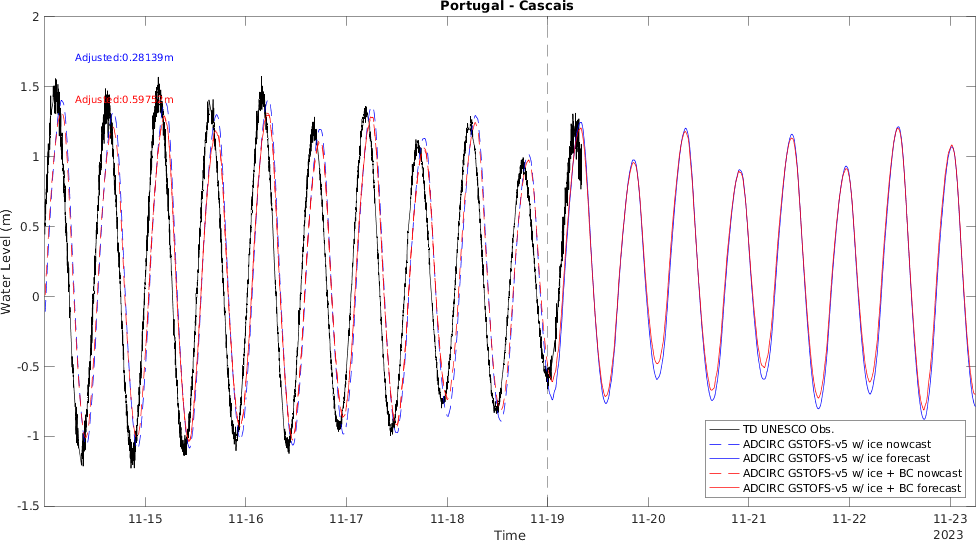 Portugal - Cascais
Adjusted:0.28139m
Adjusted:0.5975 m
Water Level (m)
2
1.5
1
0.5
0
-0.5
-1
-1.5
11-15
11-16
11-17
11-18
11-19
11-20
11-21
11-22
11-23
2023
Time
TD UNESCO Obs.
ADCIRC GSTOFS-v5 w/ ice nowcast
ADCIRC GSTOFS-v5 w/ ice forecast
ADCIRC GSTOFS-v5 w/ ice + BC nowcast
ADCIRC GSTOFS-v5 w/ ice + BC forecast